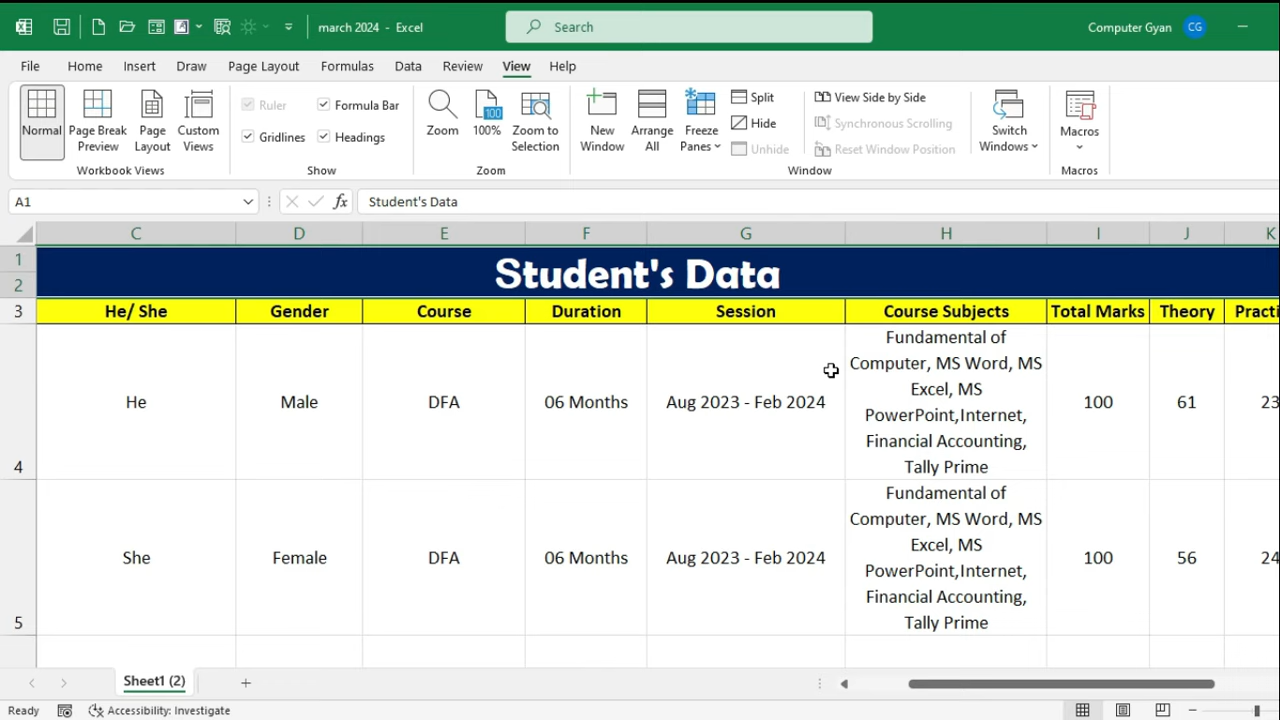 march 2024 - Excel
Search
Computer Gyan CG
File Home Insert Draw Page Layout Formulas Data Review View Help
Normal
Page Break Preview
Page Layout
Custom Views
Workbook Views
Ruler
Formula Bar
Gridlines
Headings
Show
Zoom
100
100%
Zoom to Selection
Zoom
New Window
Arrange All
Freeze Panes
Split
Hide
Unhide
View Side by Side
Synchronous Scrolling
Reset Window Position
Switch Windows
Window
Macros
Macros
A1 fx Student's Data
C D E F G H I J K
1
2
Student's Data
3 He/ She Gender Course Duration Session Course Subjects Total Marks Theory Practi
4 He Male DFA 06 Months Aug 2023 - Feb 2024
Fundamental of
Computer, MS Word, MS
Excel, MS
PowerPoint,Internet,
Financial Accounting,
Tally Prime
100 61 23
5 She Female DFA 06 Months Aug 2023 - Feb 2024
Fundamental of
Computer, MS Word, MS
Excel, MS
PowerPoint,Internet,
Financial Accounting,
Tally Prime
100 56 24
Sheet1 (2)
Ready Accessibility: Investigate